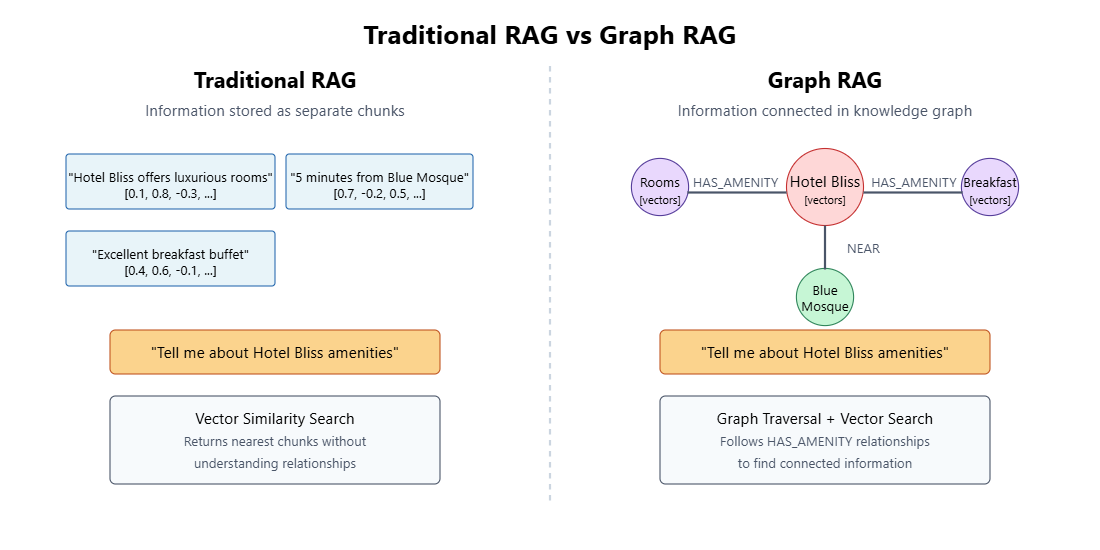 Traditional RAG vs Graph RAG
Traditional RAG
Information stored as separate chunks
"Hotel Bliss offers luxurious rooms"
[0.1, 0.8, -0.3, ...]
"5 minutes from Blue Mosque"
[0.7, -0.2, 0.5, ...]
"Excellent breakfast buffet"
[0.4, 0.6, -0.1, ...]
"Tell me about Hotel Bliss amenities"
Vector Similarity Search
Returns nearest chunks without
understanding relationships
Graph RAG
Information connected in knowledge graph
Rooms
[vectors]
HAS_AMENITY
Hotel Bliss
[vectors]
HAS_AMENITY
Breakfast
[vectors]
NEAR
Blue
Mosque
"Tell me about Hotel Bliss amenities"
Graph Traversal + Vector Search
Follows HAS_AMENITY relationships
to find connected information